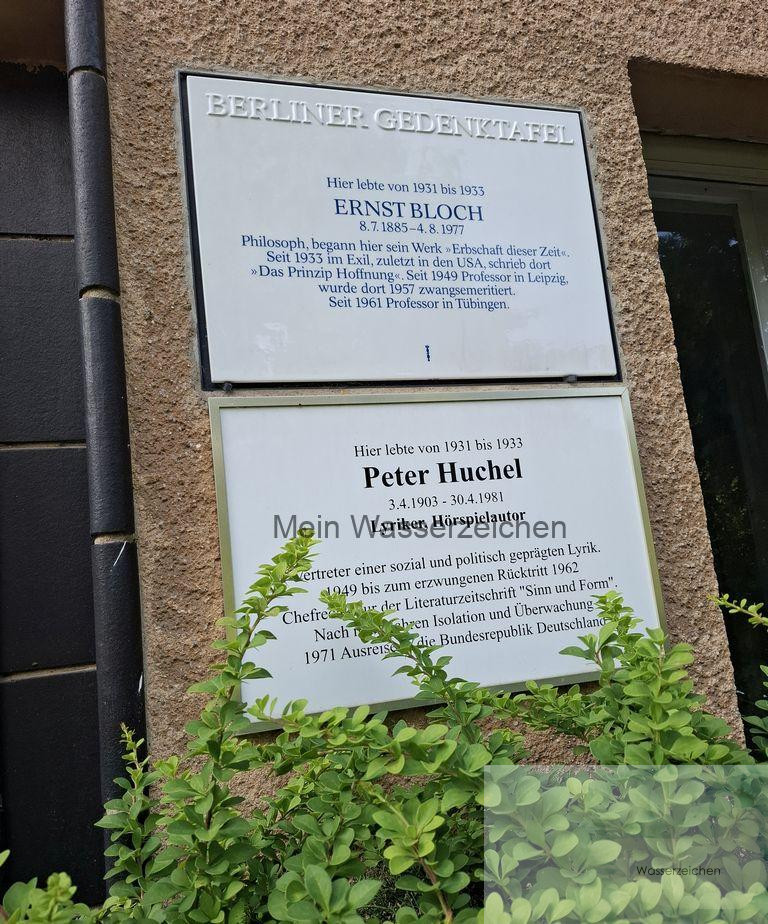 BERLINER GEDENKTAFEL
Hier lebte von 1931 bis 1933
ERNST BLOCH
8.7.1885–4.8.1977
Philosoph, begann hier sein Werk »Erbschaft dieser Zeit«.
Seit 1933 im Exil, zuletzt in den USA, schrieb dort
»Das Prinzip Hoffnung«. Seit 1949 Professor in Leipzig,
wurde dort 1957 zwangsemeritiert.
Seit 1961 Professor in Tübingen.
Hier lebte von 1931 bis 1933
Peter Huchel
3.4.1903 - 30.4.1981
Lyriker, Hörspielautor
Mein Wasserzeichen
einer sozial und politisch geprägten Lyrik.
1949 bis zum erzwungenen Rücktritt 1962
der Literaturzeitschrift "Sinn und Form".
Nach Isolation und Überwachung
1971 die Bundesrepublik Deutschland
Wasserzeichen